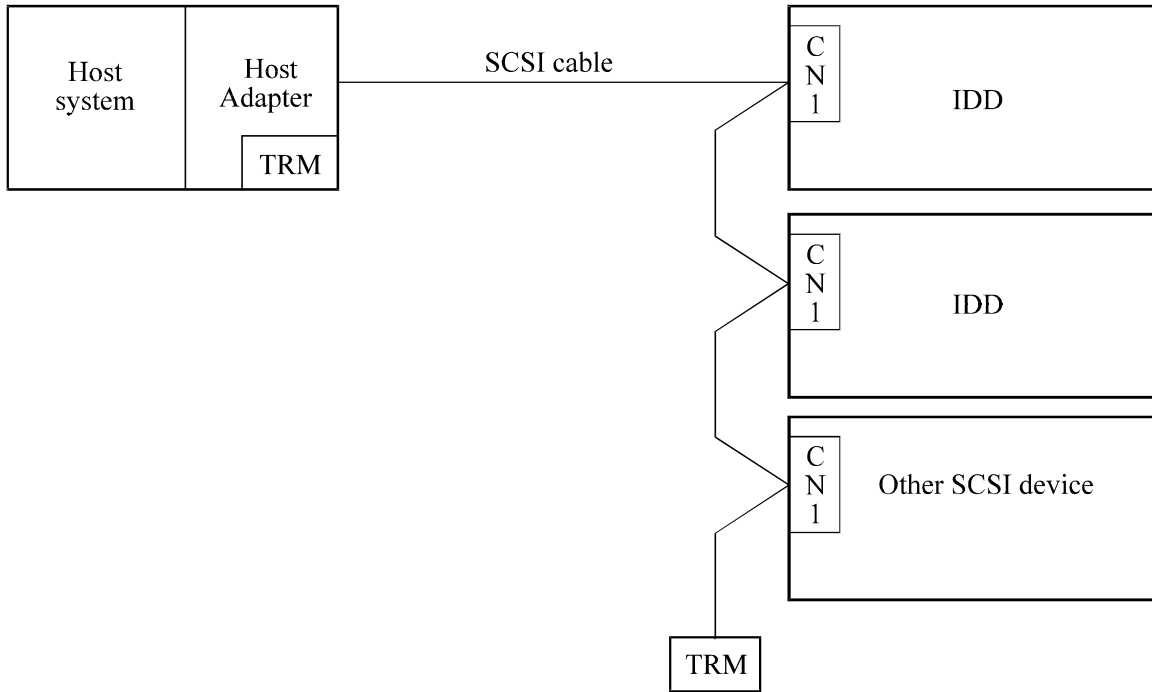 Host
system
Host
Adapter
TRM
SCSI cable
C
N
1
IDD
C
N
1
IDD
C
N
1
Other SCSI device
TRM